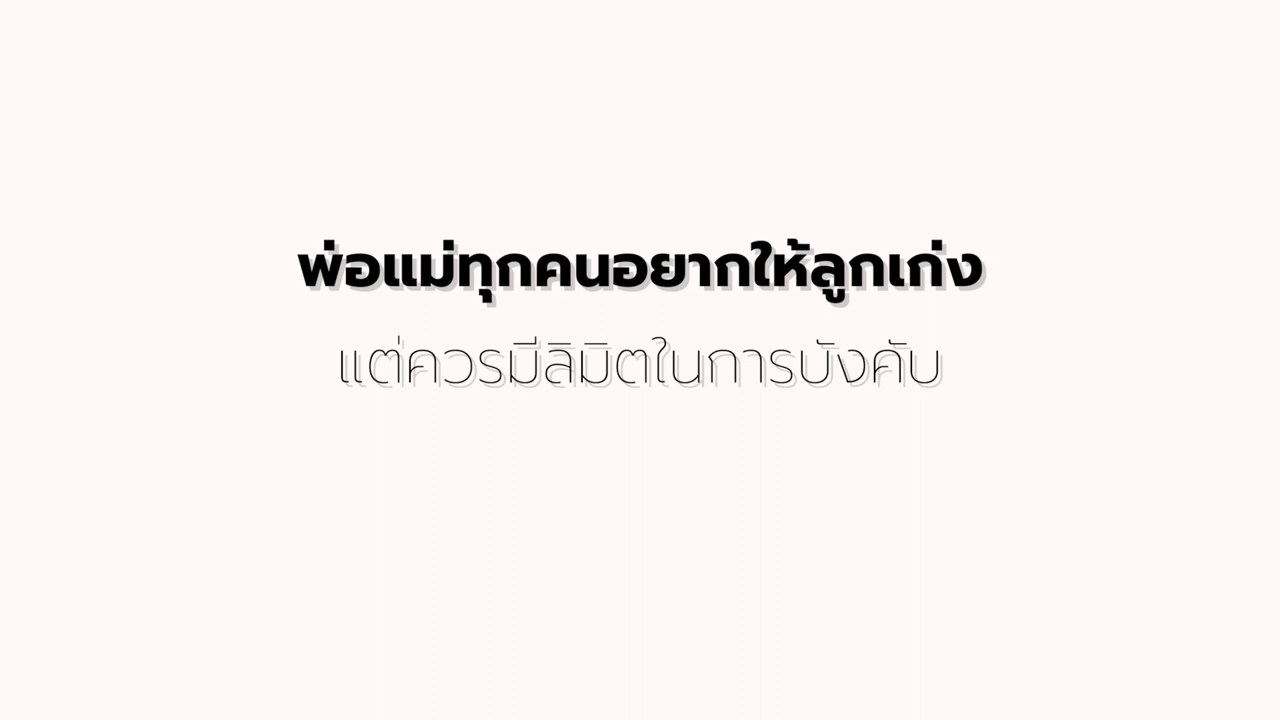 พ่อแม่ทุกคนอยากให้ลูกเก่ง
แต่ควรมีลิมิตในการบังคับ